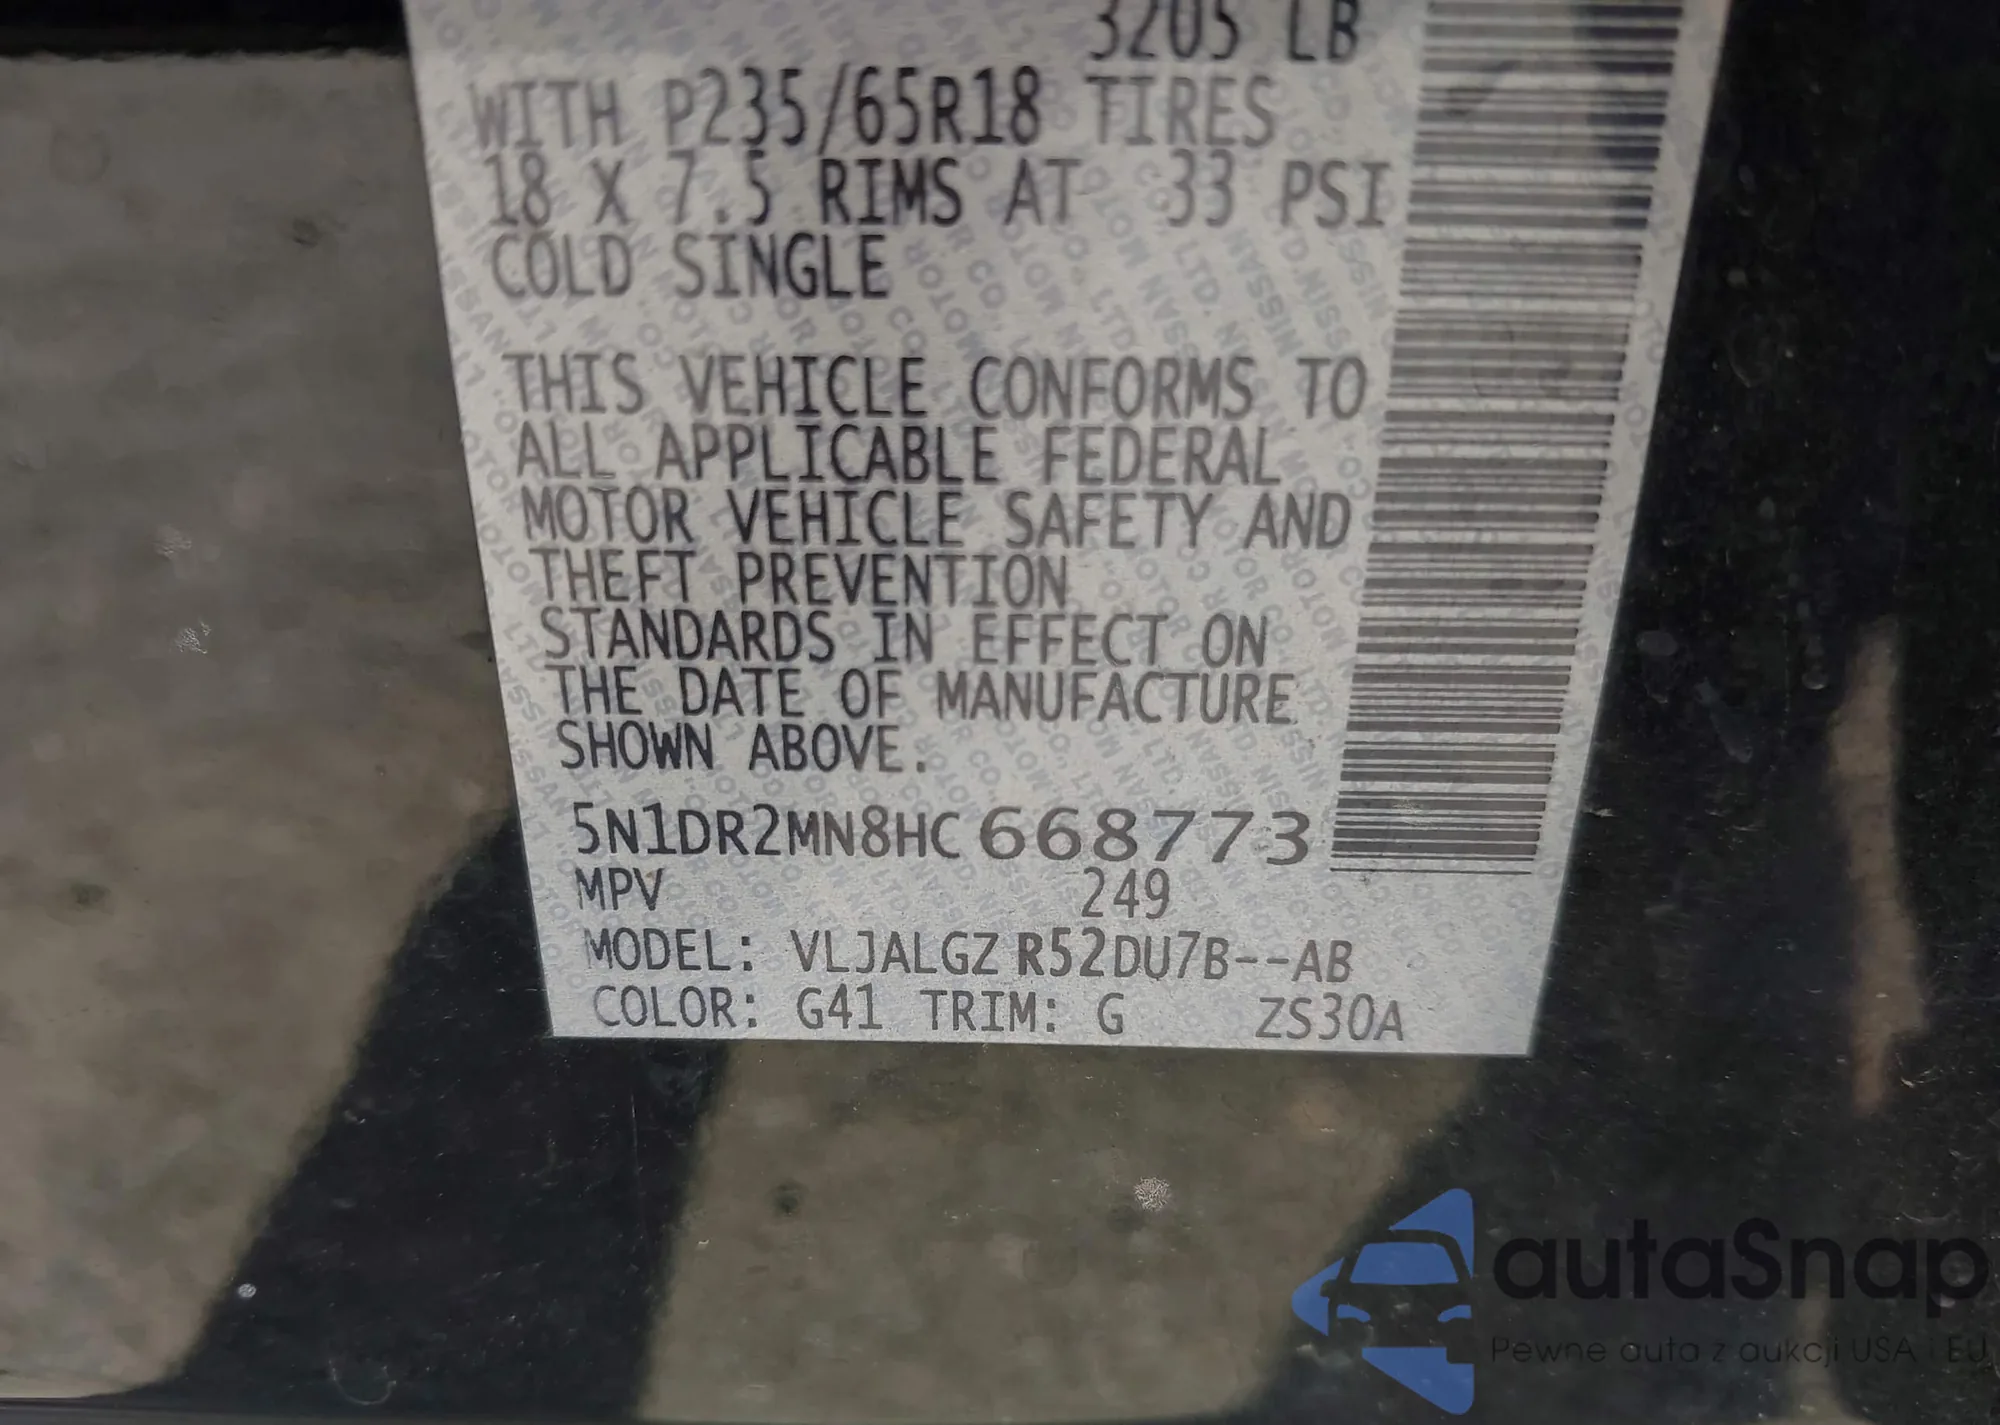 3205 LB
WITH P235/65R18 TIRES
18 X 7.5 RIMS AT 33 PSI
COLD SINGLE
THIS VEHICLE CONFORMS TO
ALL APPLICABLE FEDERAL
MOTOR VEHICLE SAFETY AND
THEFT PREVENTION
STANDARDS IN EFFECT ON
THE DATE OF MANUFACTURE
SHOWN ABOVE.
5N1DR2MN8HC668773
MPV 249
MODEL: VLJALGZ R52DU7B--AB
COLOR: G41 TRIM: G ZS30A
autaSnap
Pewne auta z aukcji USA i EU